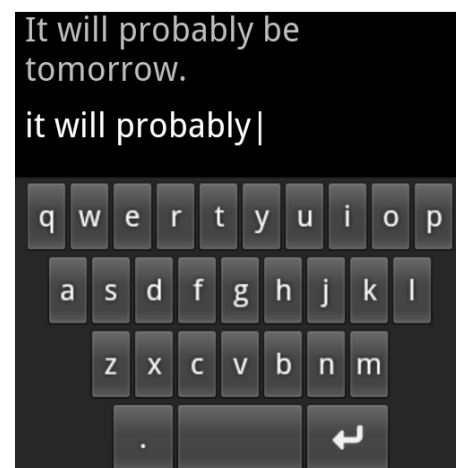 It will probably be
tomorrow.
it will probably
q w e r t y u i o p
a s d f g h j k l
z x c v b n m
.